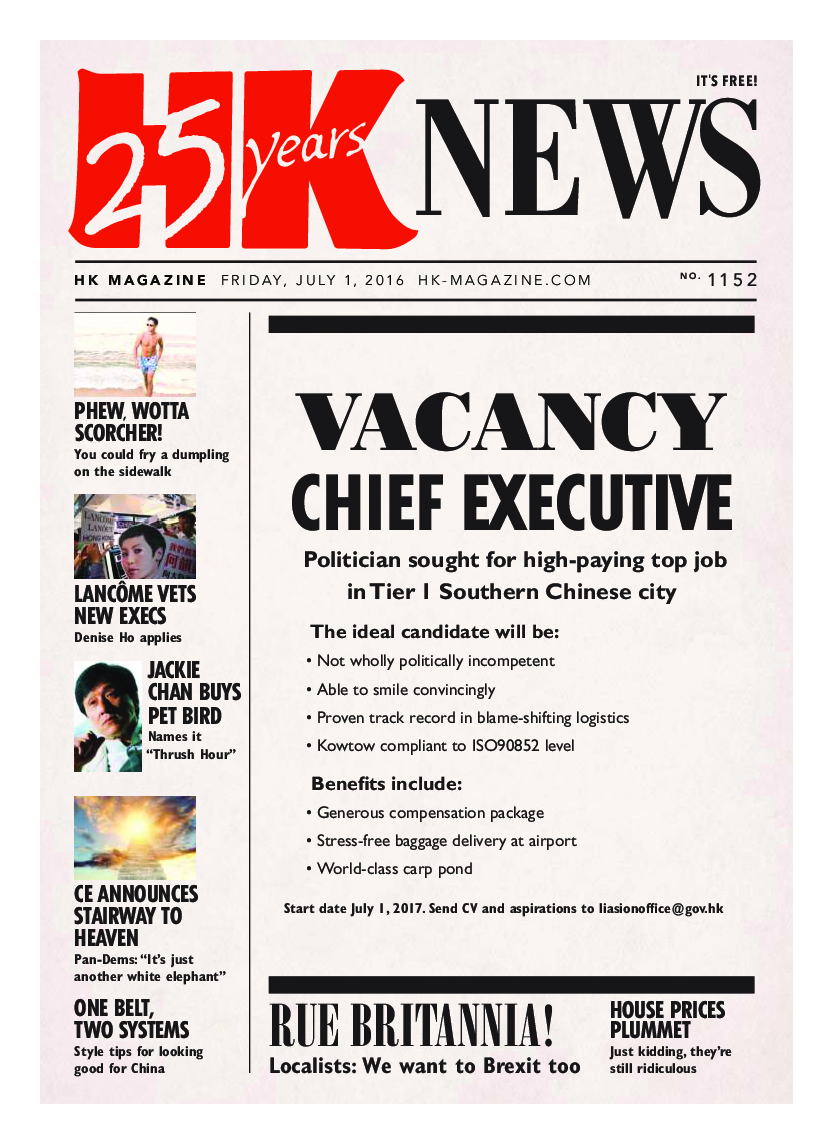 IT'S FREE!
HK NEWS
25 years
HK MAGAZINE FRIDAY, JULY 1, 2016 HK-MAGAZINE.COM NO. 1152
PHEW, WOTTA
SCORCHER!
You could fry a dumpling
on the sidewalk
LANCÔME
LANCÔ
HONG KONG
LANCÔME VETS
NEW EXECS
Denise Ho applies
JACKIE
CHAN BUYS
PET BIRD
Names it
“Thrush Hour”
CE ANNOUNCES
STAIRWAY TO
HEAVEN
Pan-Dems: “It’s just
another white elephant”
ONE BELT,
TWO SYSTEMS
Style tips for looking
good for China
VACANCY
CHIEF EXECUTIVE
Politician sought for high-paying top job
in Tier 1 Southern Chinese city
The ideal candidate will be:
• Not wholly politically incompetent
• Able to smile convincingly
• Proven track record in blame-shifting logistics
• Kowtow compliant to ISO90852 level
Benefits include:
• Generous compensation package
• Stress-free baggage delivery at airport
• World-class carp pond
Start date July 1, 2017. Send CV and aspirations to liasionoffice@gov.hk
RUE BRITANNIA!
Localists: We want to Brexit too
HOUSE PRICES
PLUMMET
Just kidding, they’re
still ridiculous